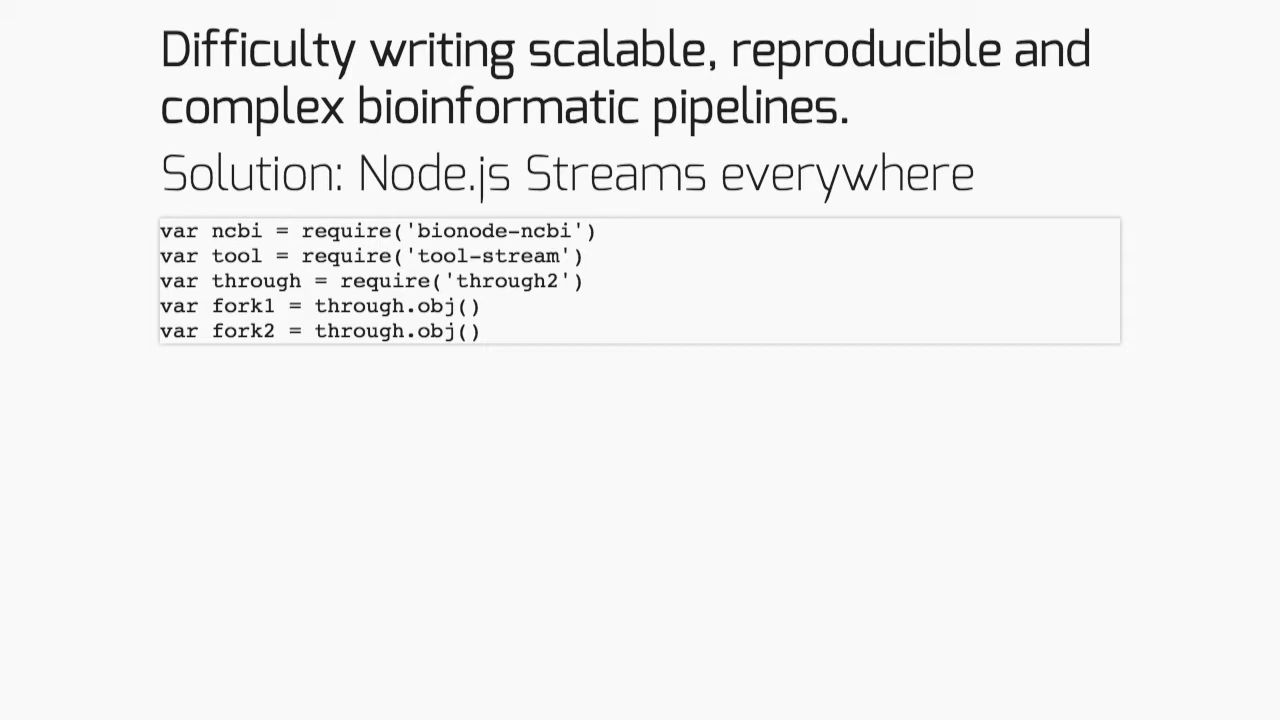 Difficulty writing scalable, reproducible and
complex bioinformatic pipelines.
Solution: Node.js Streams everywhere
var ncbi = require('bionode-ncbi')
var tool = require('tool-stream')
var through = require('through2')
var fork1 = through.obj()
var fork2 = through.obj()